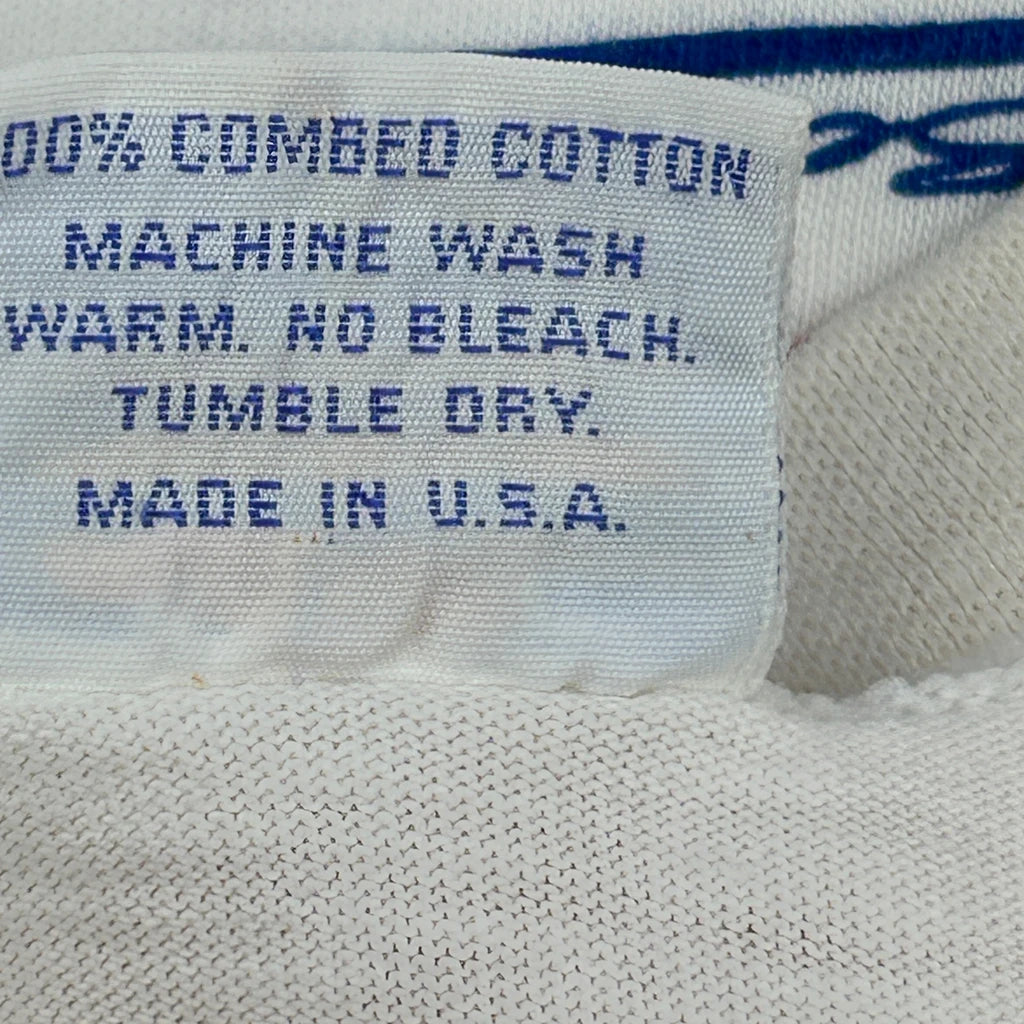 00% COMBED COTTON
MACHINE WASH
WARM. NO BLEACH.
TUMBLE DRY.
MADE IN U.S.A.